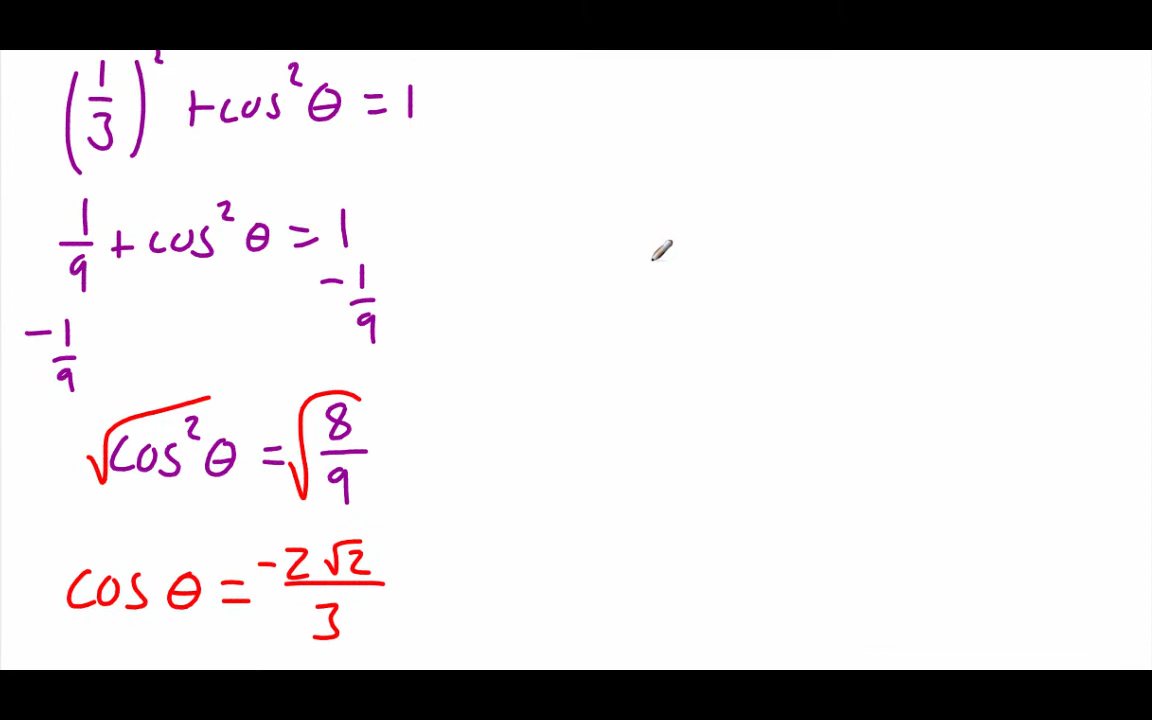 (1/3)² + cos²θ = 1
1/9 + cos²θ = 1
-1/9 -1/9
√cos²θ = √8/9
cos θ = -2√2/3